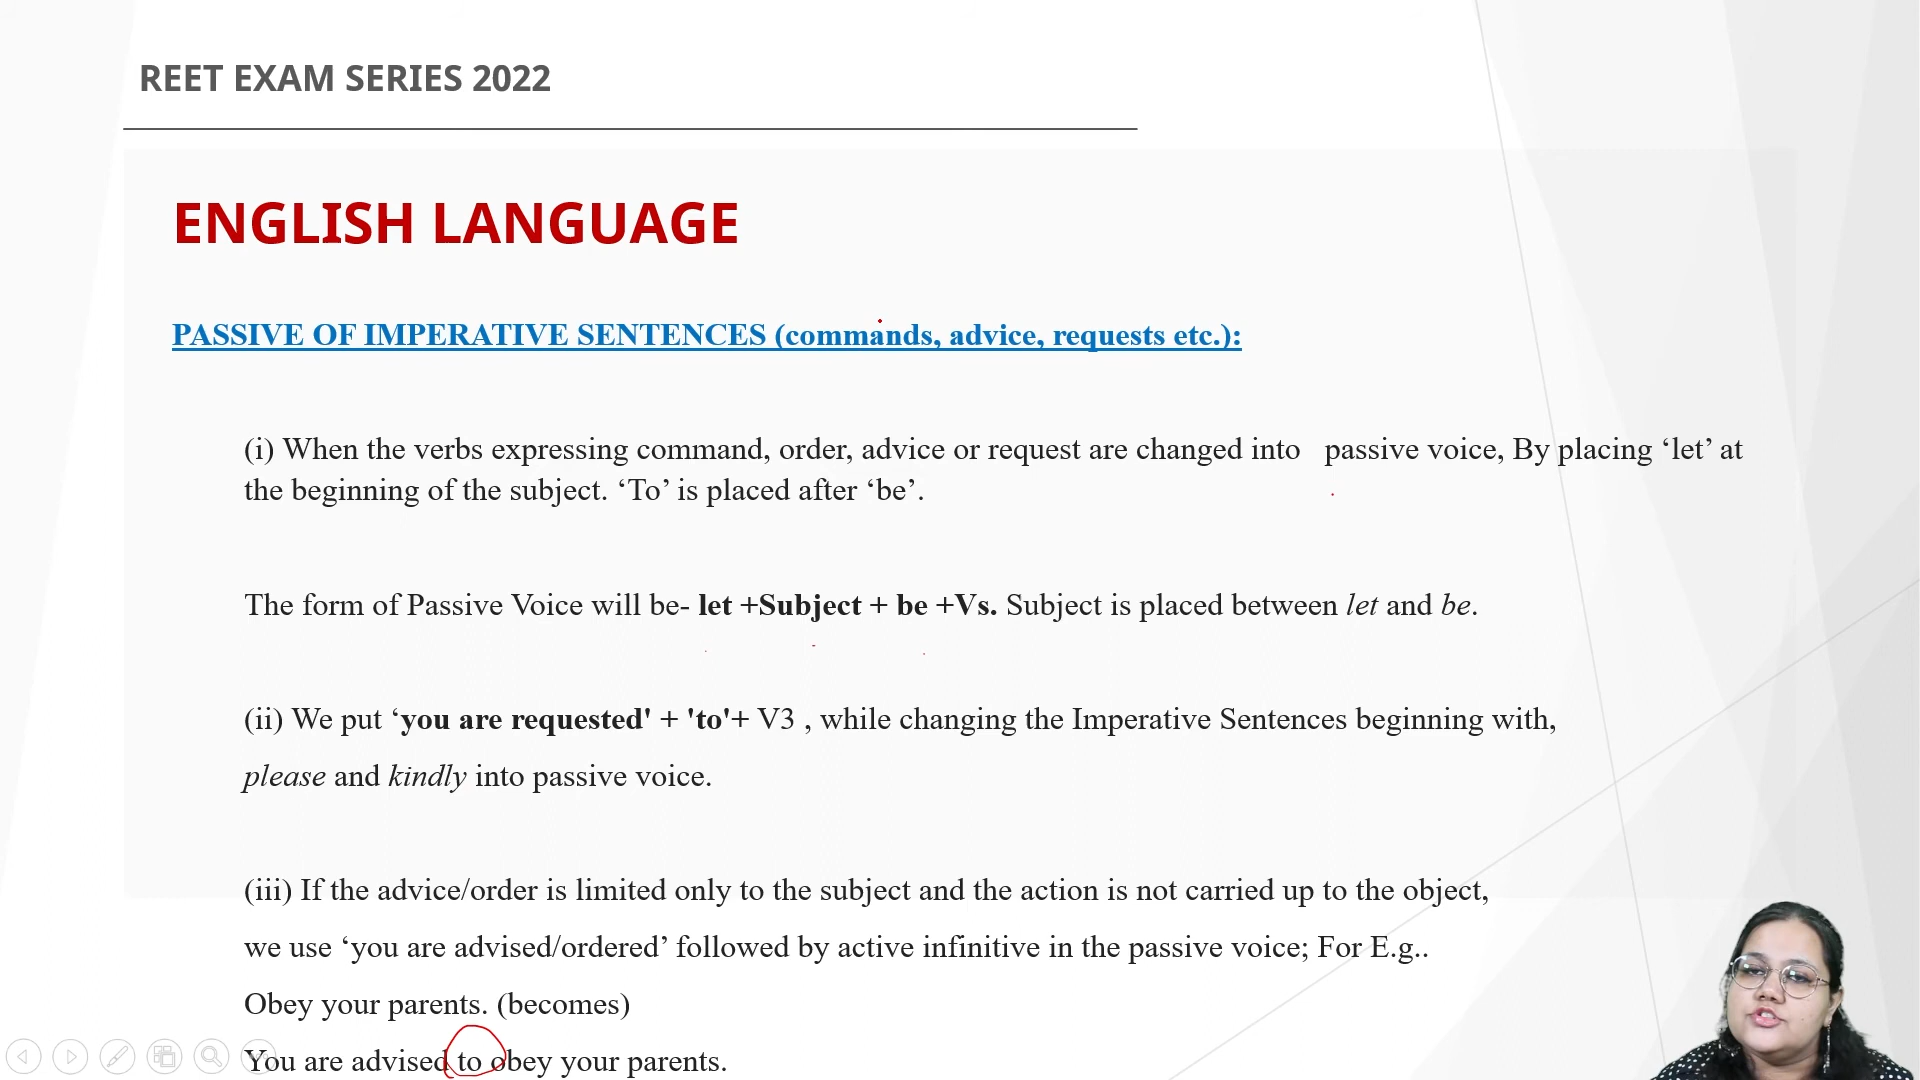 REET EXAM SERIES 2022
ENGLISH LANGUAGE
PASSIVE OF IMPERATIVE SENTENCES (commands, advice, requests etc.):
(i) When the verbs expressing command, order, advice or request are changed into passive voice, By placing ‘let’ at
the beginning of the subject. ‘To’ is placed after ‘be’.
The form of Passive Voice will be- let +Subject + be +Vs. Subject is placed between let and be.
(ii) We put ‘you are requested' + 'to'+ V3 , while changing the Imperative Sentences beginning with,
please and kindly into passive voice.
(iii) If the advice/order is limited only to the subject and the action is not carried up to the object,
we use ‘you are advised/ordered’ followed by active infinitive in the passive voice; For E.g..
Obey your parents. (becomes)
You are advised to obey your parents.